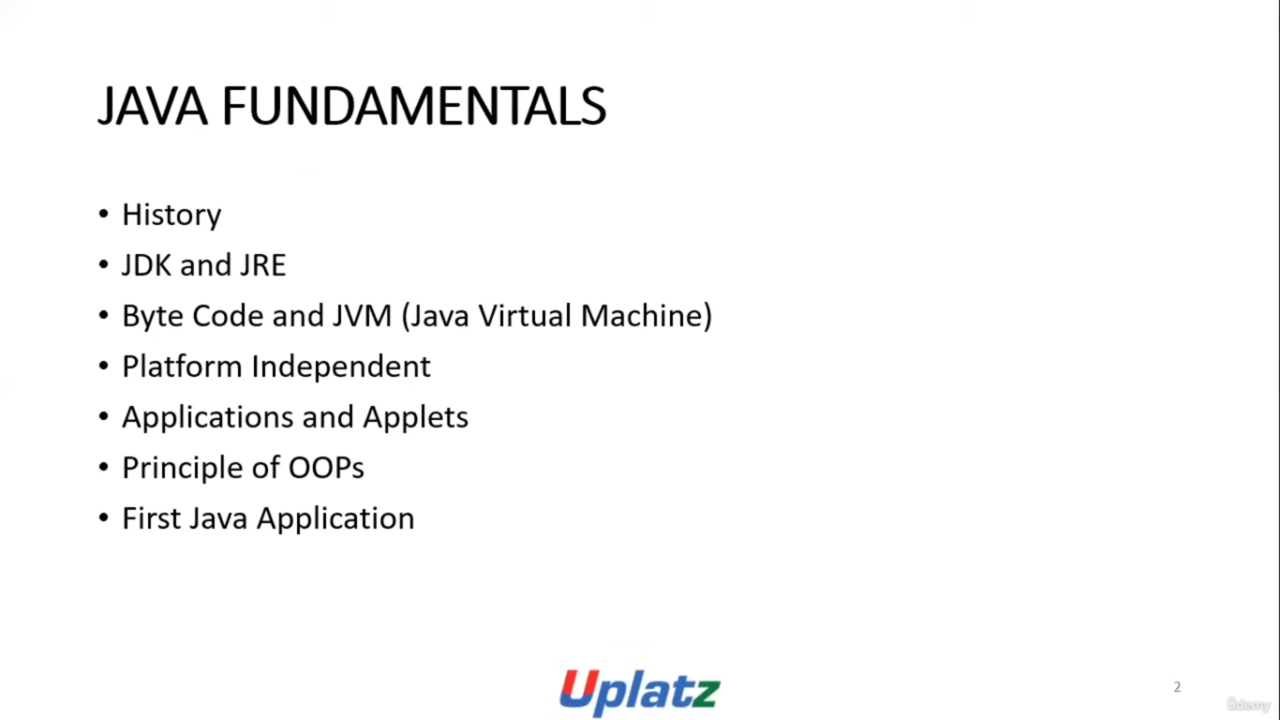 JAVA FUNDAMENTALS
• History
• JDK and JRE
• Byte Code and JVM (Java Virtual Machine)
• Platform Independent
• Applications and Applets
• Principle of OOPs
• First Java Application
Uplatz
2
ûdemy